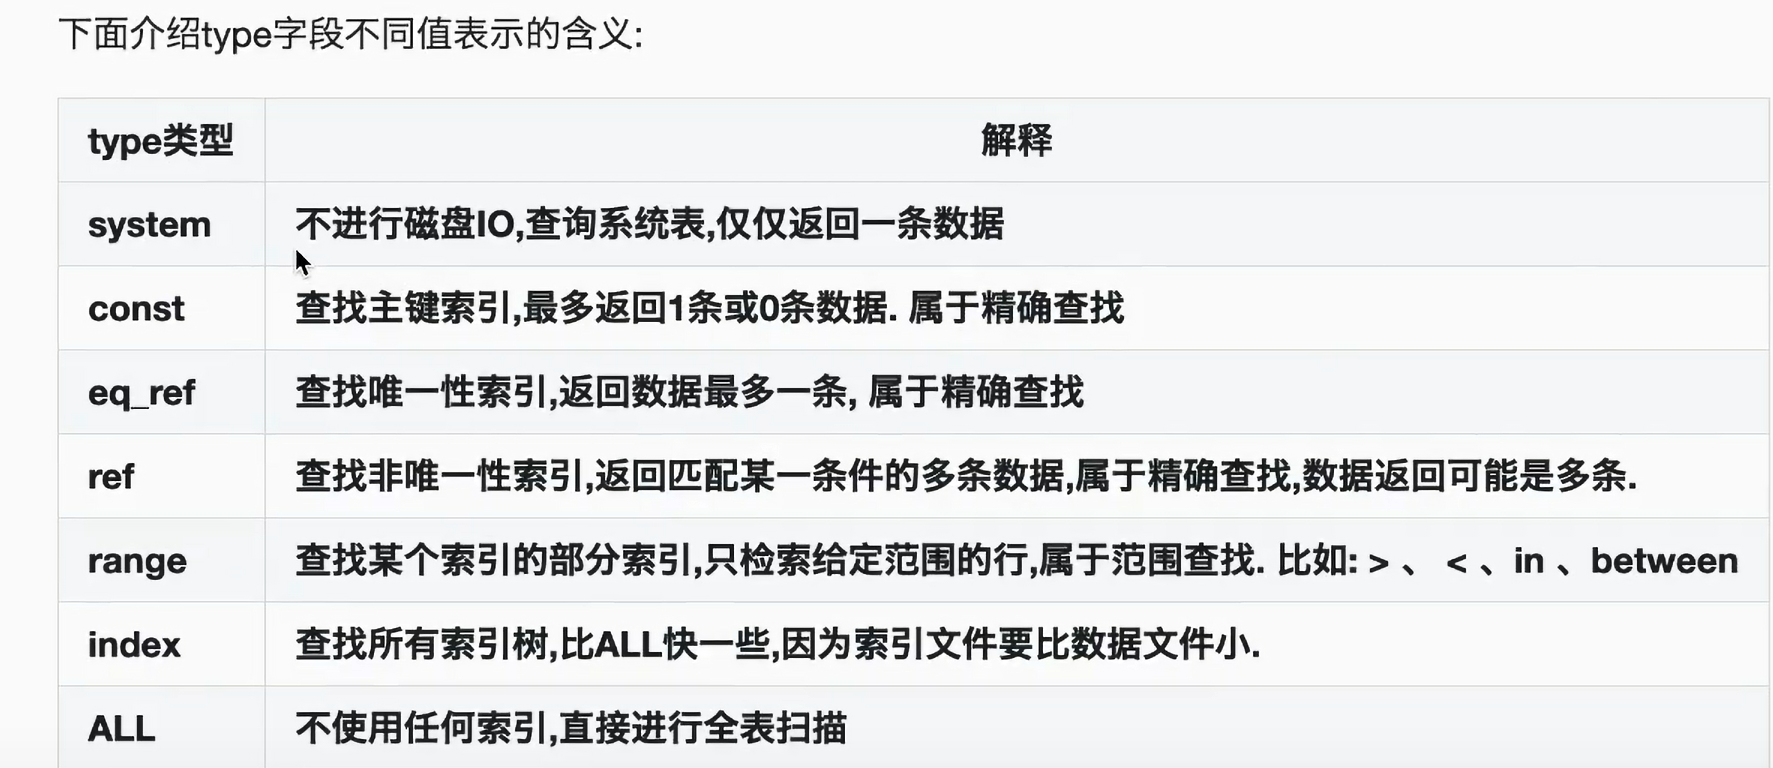 下面介绍type字段不同值表示的含义:
type类型 解释
system 不进行磁盘IO,查询系统表,仅仅返回一条数据
const 查找主键索引,最多返回1条或0条数据. 属于精确查找
eq_ref 查找唯一性索引,返回数据最多一条, 属于精确查找
ref 查找非唯一性索引,返回匹配某一条件的多条数据,属于精确查找,数据返回可能是多条.
range 查找某个索引的部分索引,只检索给定范围的行,属于范围查找. 比如: > 、 < 、in 、between
index 查找所有索引树,比ALL快一些,因为索引文件要比数据文件小.
ALL 不使用任何索引,直接进行全表扫描